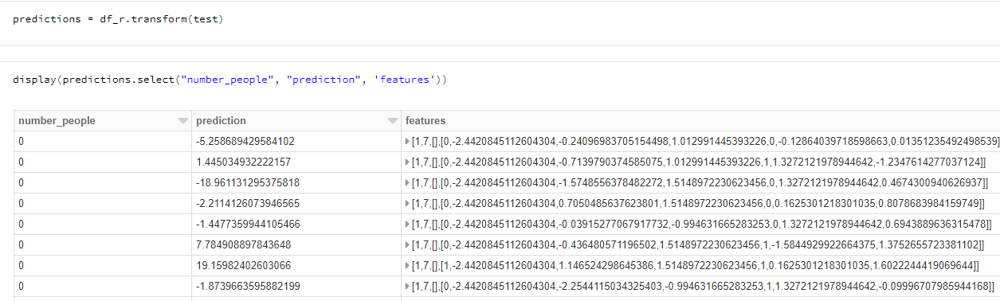 predictions = df_r.transform(test)
display(predictions.select("number_people", "prediction", 'features'))
number_people prediction features
0 -5.258689429584102 [1,7,[],[0,-2.4420845112604304,-0.24096983705154498,1.012991445393226,0,-0.12864039718598663,0.01351235492498539]]
0 1.445034932222157 [1,7,[],[0,-2.4420845112604304,-0.7139790374585075,1.012991445393226,1,1.3272121978944642,-1.2347614277037124]]
0 -18.961131295375818 [1,7,[],[0,-2.4420845112604304,-1.5748556378482272,1.5148972230623456,0,1.3272121978944642,0.4674300940626937]]
0 -2.2114126073946565 [1,7,[],[0,-2.4420845112604304,0.7050485637623801,1.5148972230623456,0,0.1625301218301035,0.8078683984159749]]
0 -1.4477359944105466 [1,7,[],[0,-2.4420845112604304,-0.03915277067917732,-0.994631665283253,0,1.3272121978944642,0.6943889636315478]]
0 7.784908897843648 [1,7,[],[0,-2.4420845112604304,-0.436480571196502,1.5148972230623456,1,-1.5844929922664375,1.3752655723381102]]
0 19.15982402603066 [1,7,[],[1,-2.4420845112604304,1.146524298645386,1.5148972230623456,1,0.1625301218301035,1.6022244419069644]]
0 -1.8739663595882199 [1,7,[],[0,-2.4420845112604304,-2.2544115034325403,-0.994631665283253,1,1.3272121978944642,-0.09996707985944168]]